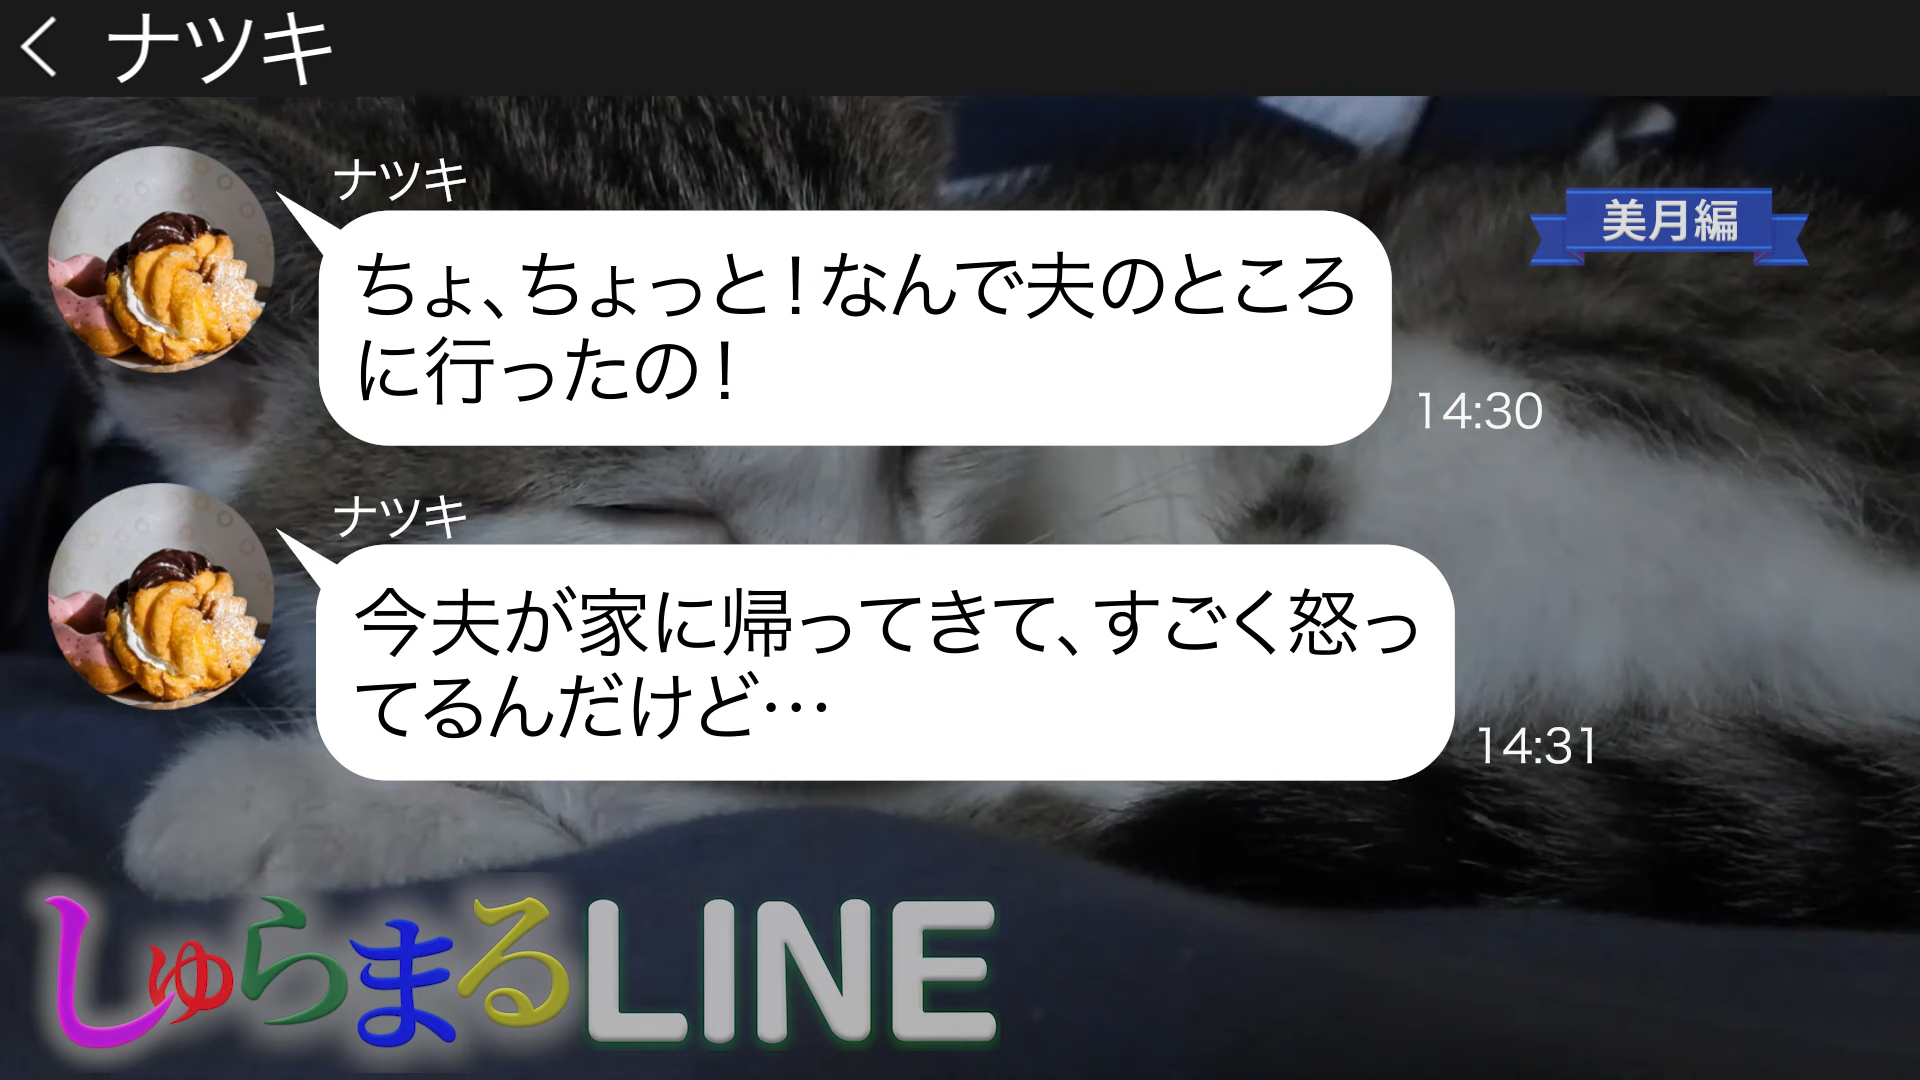 ナツキ
ナツキ
美月編
ちょ、ちょっと！なんで夫のところ
に行ったの！
14:30
ナツキ
今夫が家に帰ってきて、すごく怒っ
てるんだけど…
14:31
しゅらまるLINE